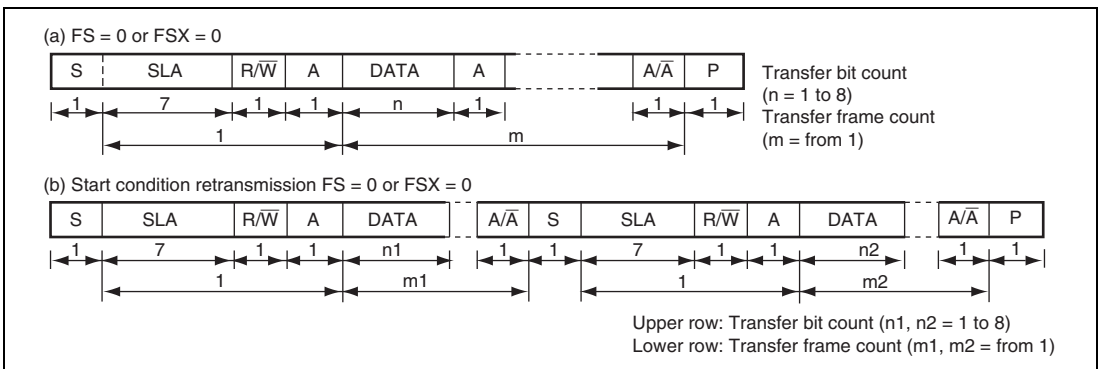 (a) FS = 0 or FSX = 0
S SLA R/W̅ A DATA A A/A̅ P
1 7 1 1 n 1 1 1
1 m
Transfer bit count
(n = 1 to 8)
Transfer frame count
(m = from 1)
(b) Start condition retransmission FS = 0 or FSX = 0
S SLA R/W̅ A DATA A/A̅ S SLA R/W̅ A DATA A/A̅ P
1 7 1 1 n1 1 1 7 1 1 n2 1 1
1 m1 1 m2
Upper row: Transfer bit count (n1, n2 = 1 to 8)
Lower row: Transfer frame count (m1, m2 = from 1)